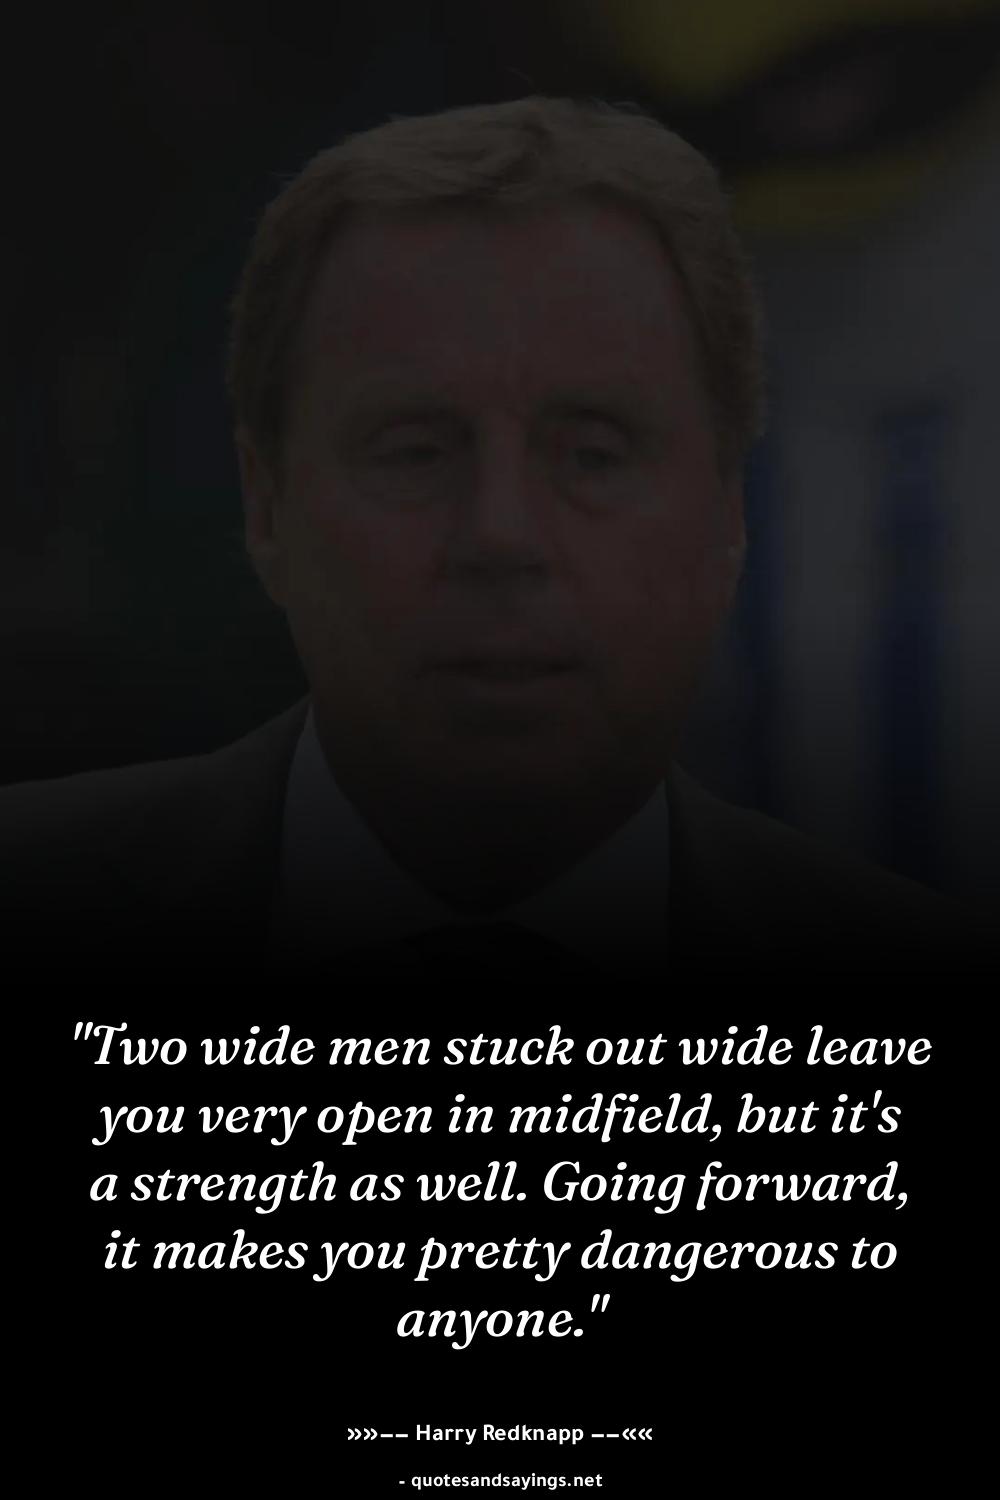 "Two wide men stuck out wide leave
you very open in midfield, but it's
a strength as well. Going forward,
it makes you pretty dangerous to
anyone."
»»–– Harry Redknapp ––««
- quotesandsayings.net